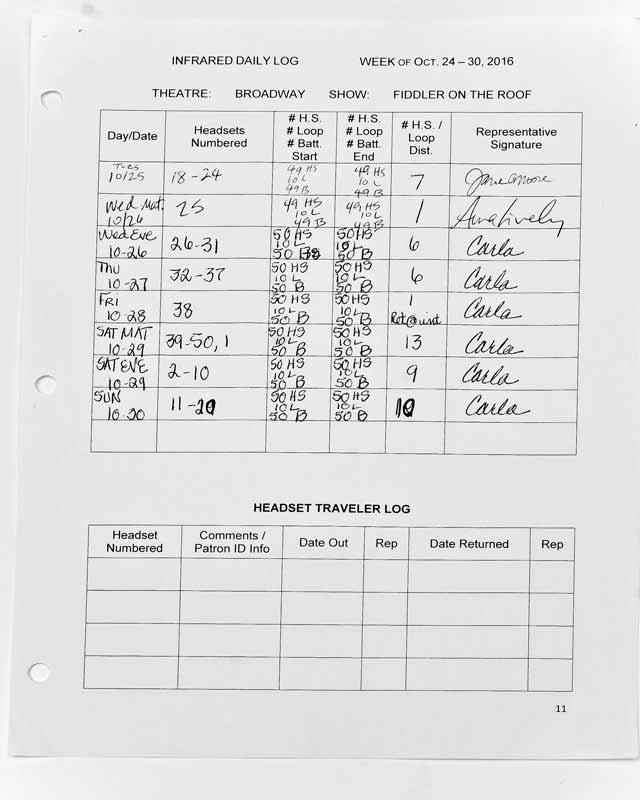 INFRARED DAILY LOG WEEK OF OCT. 24 – 30, 2016
THEATRE: BROADWAY SHOW: FIDDLER ON THE ROOF
Day/Date
Headsets Numbered
# H.S. # Loop # Batt. Start
# H.S. # Loop # Batt. End
# H.S. / Loop Dist.
Representative Signature
Tues 10/25 18-24 49 HS 10 L 49 B 49 HS 10 L 49 B 7
Wed Mat. 10/26 25 49 HS 10 L 49 B 49 HS 10 L 49 B 1
Wed Eve 10-26 26-31 50 HS 10 L 50 B 50 HS 10 L 50 B 6 Carla
THU 10-27 32-37 50 HS 10 L 50 B 50 HS 10 L 50 B 6 Carla
FRI 10-28 38 50 HS 10 L 50 B 50 HS 10 L 50 B 1 Carla
SAT MAT 10-29 39-50, 1 50 HS 10 L 50 B 50 HS 10 L 50 B 13 Carla
SAT EVE 10-29 2-10 50 HS 10 L 50 B 50 HS 10 L 50 B 9 Carla
SUN 10-30 11-20 50 HS 10 L 50 B 50 HS 10 L 50 B 10 Carla
HEADSET TRAVELER LOG
Headset Numbered
Comments / Patron ID Info
Date Out
Rep
Date Returned
Rep
11